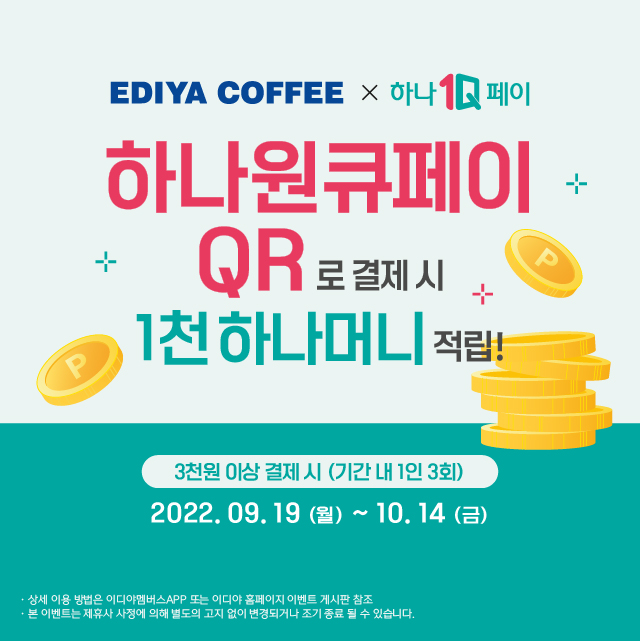 EDIYA COFFEE × 하나 1Q 페이
하나원큐페이
QR로 결제 시
1천 하나머니 적립!
P
P
3천원 이상 결제 시 (기간 내 1인 3회)
2022. 09. 19 (월) ~ 10. 14 (금)
· 상세 이용 방법은 이디야멤버스APP 또는 이디야 홈페이지 이벤트 게시판 참조
· 본 이벤트는 제휴사 사정에 의해 별도의 고지 없이 변경되거나 조기 종료 될 수 있습니다.